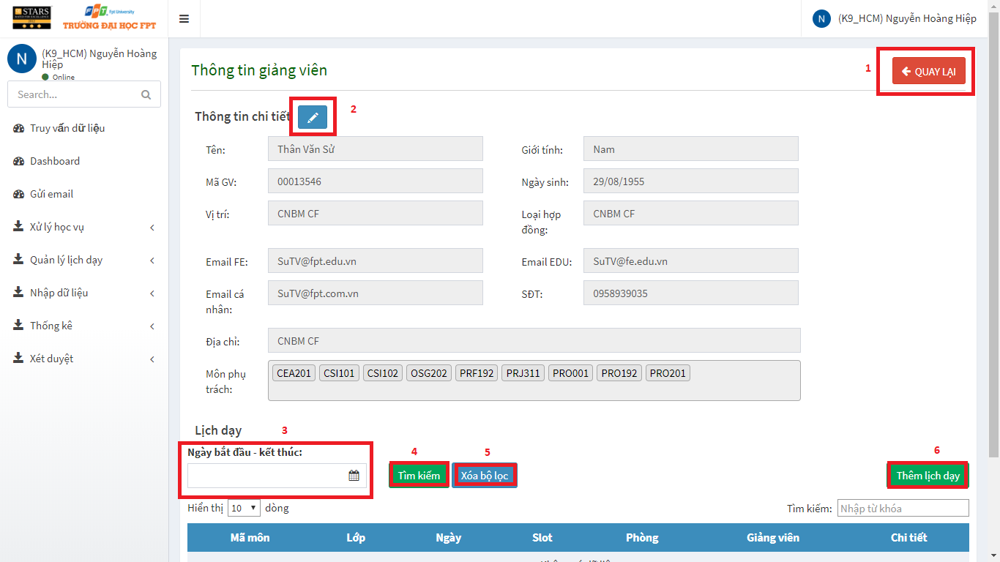 STARS
FPT Fpt University
TRƯỜNG ĐẠI HỌC FPT
N (K9_HCM) Nguyễn Hoàng Hiệp
N (K9_HCM) Nguyễn Hoàng
Hiệp
Online
Search...
Truy vấn dữ liệu
Dashboard
Gửi email
Xử lý học vụ
Quản lý lịch dạy
Nhập dữ liệu
Thống kê
Xét duyệt
Thông tin giảng viên
1
QUAY LẠI
Thông tin chi tiết
2
Tên: Thân Văn Sử Giới tính: Nam
Mã GV: 00013546 Ngày sinh: 29/08/1955
Vị trí: CNBM CF Loại hợp
đồng: CNBM CF
Email FE: SuTV@fpt.edu.vn Email EDU: SuTV@fe.edu.vn
Email cá
nhân: SuTV@fpt.com.vn SĐT: 0958939035
Địa chỉ: CNBM CF
Môn phụ
trách: CEA201 CSI101 CSI102 OSG202 PRF192 PRJ311 PRO001 PRO192 PRO201
Lịch dạy
3
Ngày bắt đầu - kết thúc:
4 5 6
Tìm kiếm Xóa bộ lọc Thêm lịch dạy
Hiển thị 10 dòng Tìm kiếm: Nhập từ khóa
Mã môn Lớp Ngày Slot Phòng Giảng viên Chi tiết